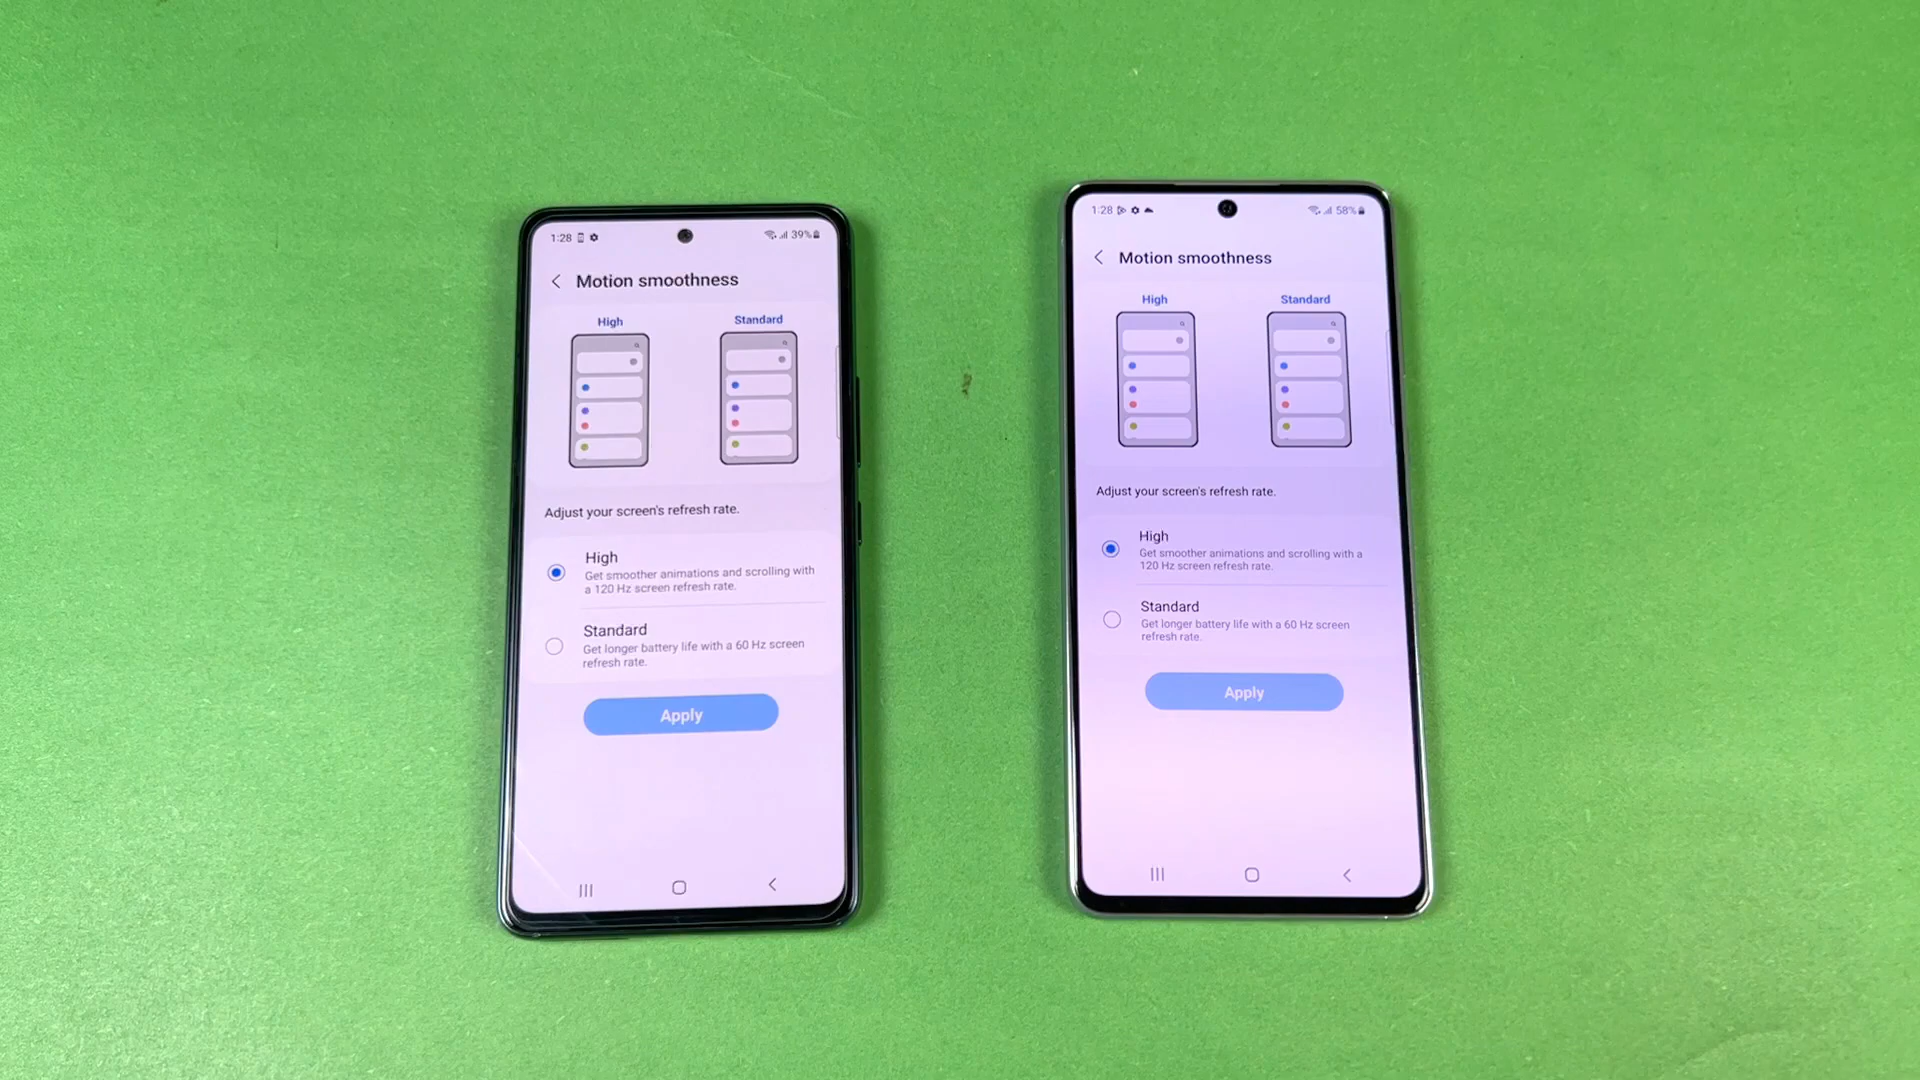 1:28
39%
Motion smoothness
High
Standard
Adjust your screen's refresh rate.
High
Get smoother animations and scrolling with
a 120 Hz screen refresh rate.
Standard
Get longer battery life with a 60 Hz screen
refresh rate.
Apply
1:28
58%
Motion smoothness
High
Standard
Adjust your screen's refresh rate.
High
Get smoother animations and scrolling with a
120 Hz screen refresh rate.
Standard
Get longer battery life with a 60 Hz screen
refresh rate.
Apply